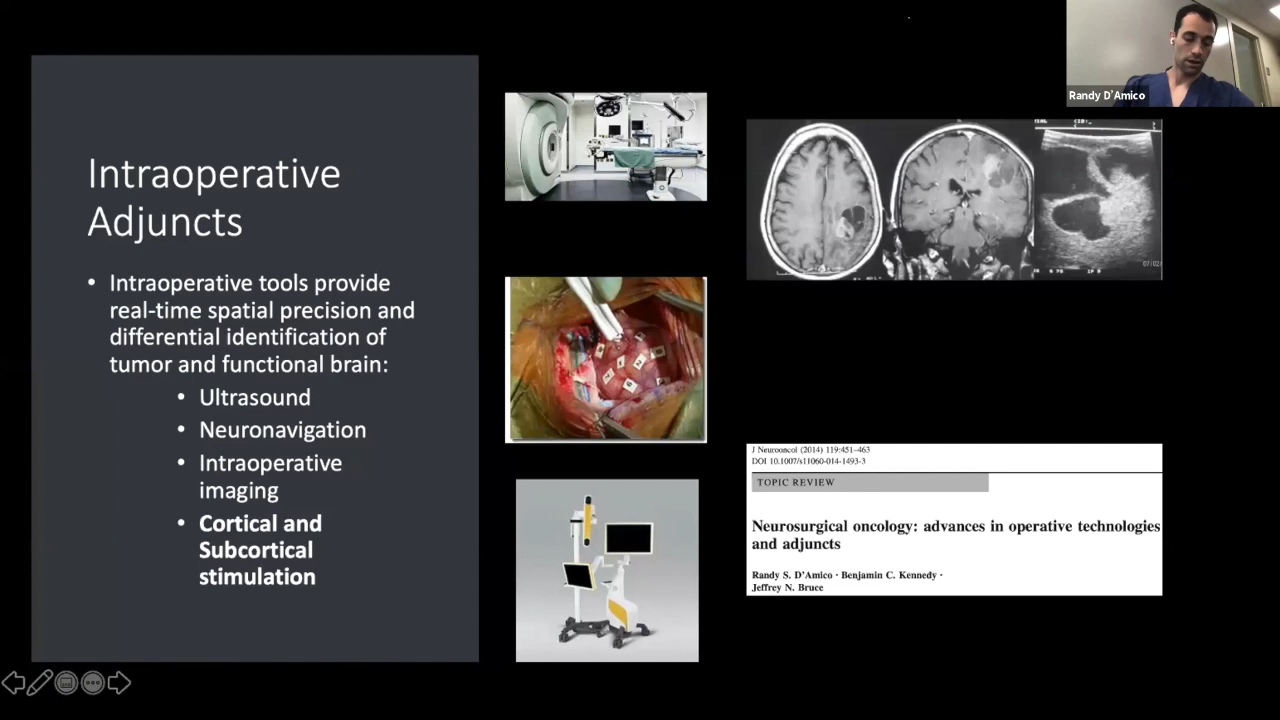 Randy D'Amico
Intraoperative
Adjuncts
• Intraoperative tools provide
real-time spatial precision and
differential identification of
tumor and functional brain:
• Ultrasound
• Neuronavigation
• Intraoperative
imaging
• Cortical and
Subcortical
stimulation
J Neurooncol (2014) 119:451–463
DOI 10.1007/s11060-014-1493-3
TOPIC REVIEW
Neurosurgical oncology: advances in operative technologies
and adjuncts
Randy S. D'Amico · Benjamin C. Kennedy ·
Jeffrey N. Bruce